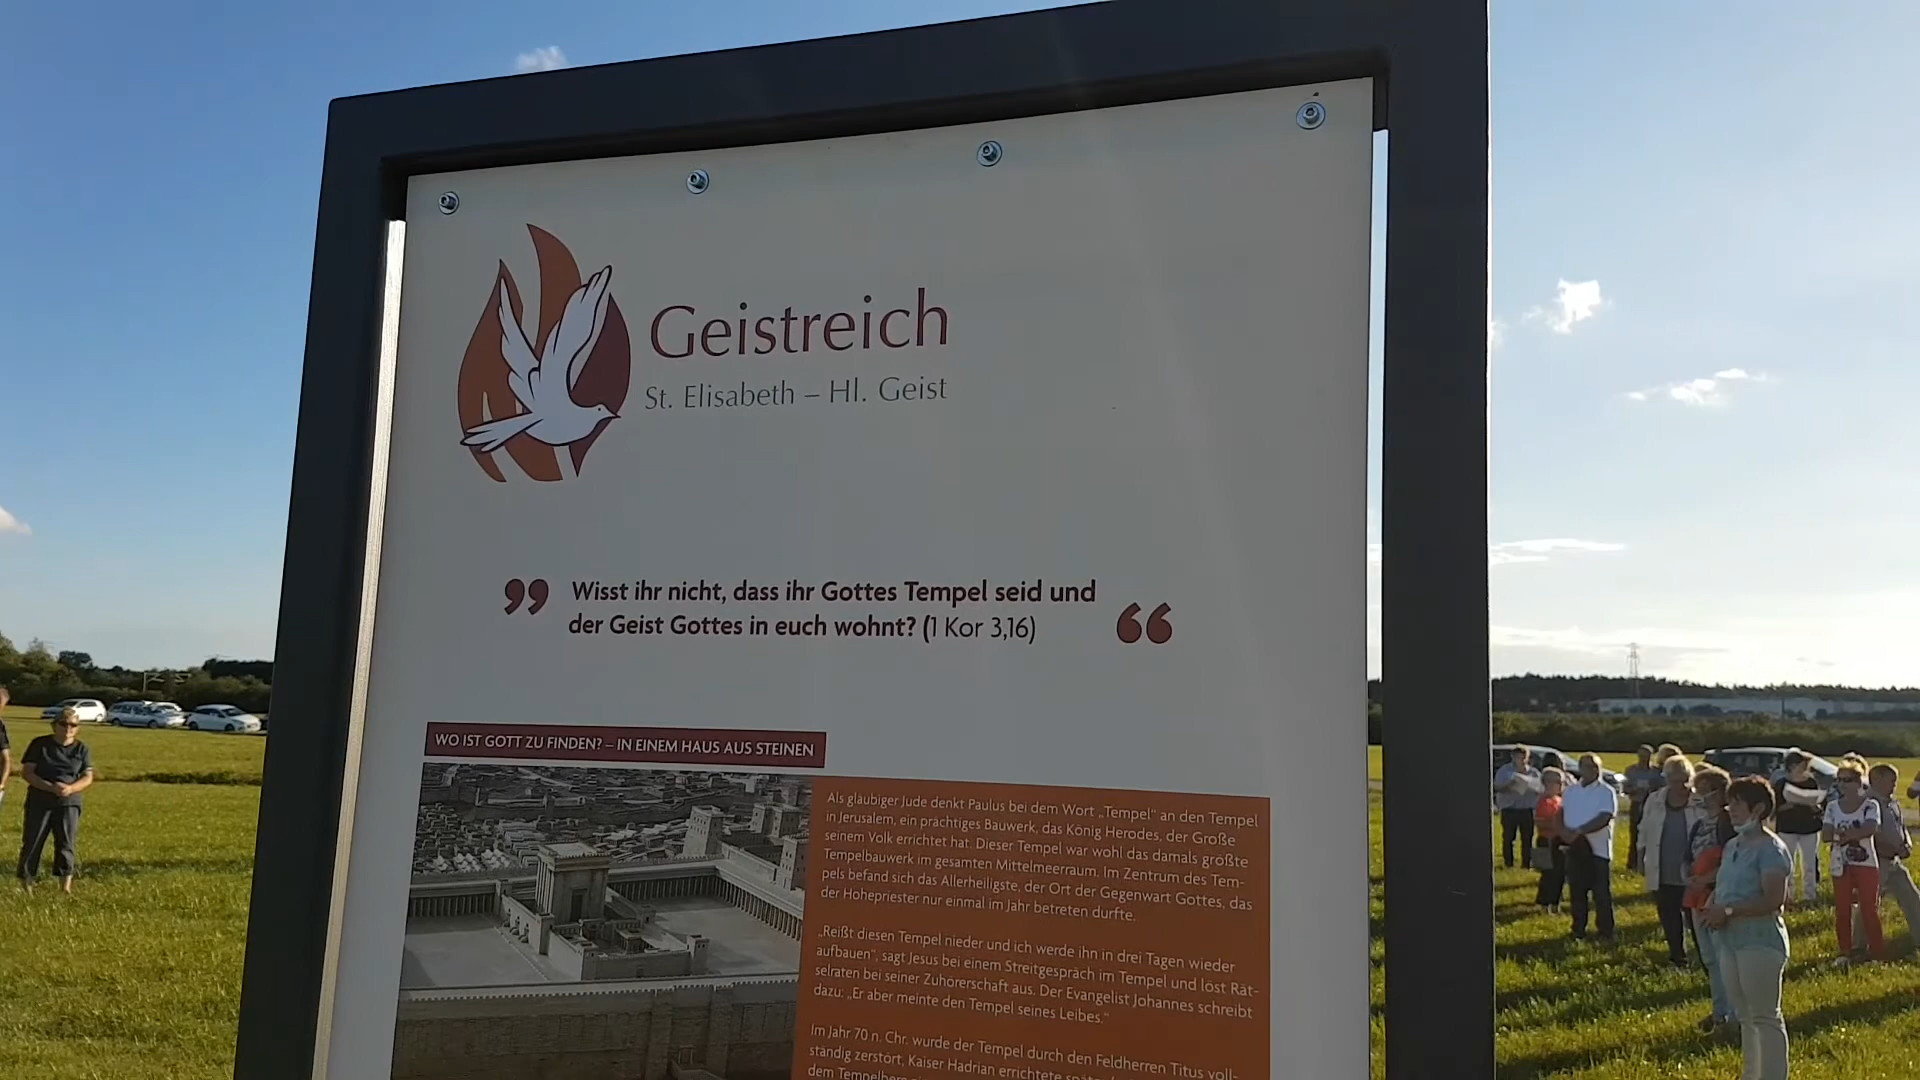 Geistreich
St. Elisabeth – Hl. Geist
” Wisst ihr nicht, dass ihr Gottes Tempel seid und
der Geist Gottes in euch wohnt? (1 Kor 3,16) “
WO IST GOTT ZU FINDEN? – IN EINEM HAUS AUS STEINEN
Als gläubiger Jude denkt Paulus bei dem Wort „Tempel“ an den Tempel
in Jerusalem, ein prächtiges Bauwerk, das König Herodes, der Große
seinem Volk errichtet hat. Dieser Tempel war wohl das damals größte
Tempelbauwerk im gesamten Mittelmeerraum. Im Zentrum des Tem-
pels befand sich das Allerheiligste, der Ort der Gegenwart Gottes, das
der Hohepriester nur einmal im Jahr betreten durfte.
„Reißt diesen Tempel nieder und ich werde ihn in drei Tagen wieder
aufbauen“, sagt Jesus bei einem Streitgespräch im Tempel und löst Rät-
selraten bei seiner Zuhörerschaft aus. Der Evangelist Johannes schreibt
dazu: „Er aber meinte den Tempel seines Leibes.“
Im Jahr 70 n. Chr. wurde der Tempel durch den Feldherren Titus voll-
ständig zerstört. Kaiser Hadrian errichtete
dem Tempelberg